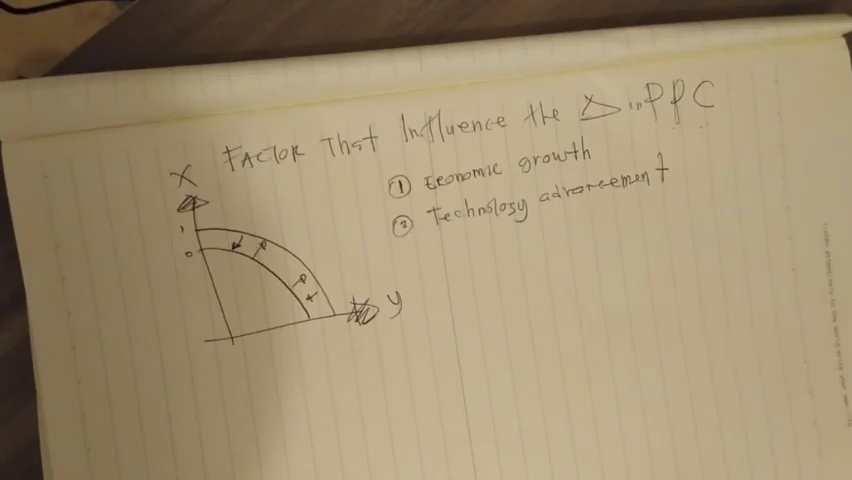 FACTOR That Influence the Δ in PPC
① Economic growth
② Technology advancement
X
1
0
y